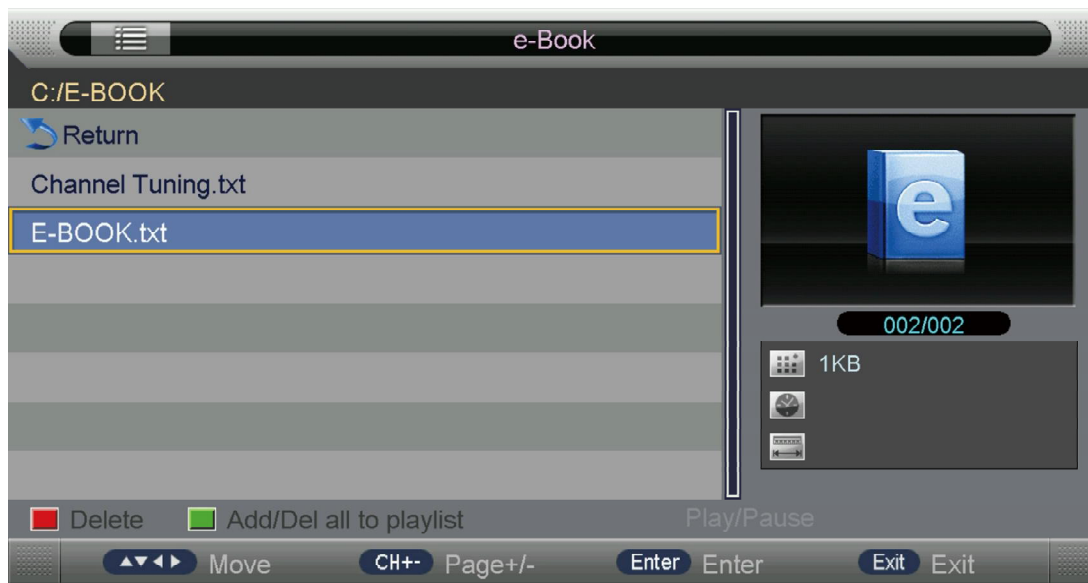 e-Book
C:/E-BOOK
Return
Channel Tuning.txt
E-BOOK.txt
e
002/002
1KB
Delete Add/Del all to playlist Play/Pause
Move CH+- Page+/- Enter Enter Exit Exit